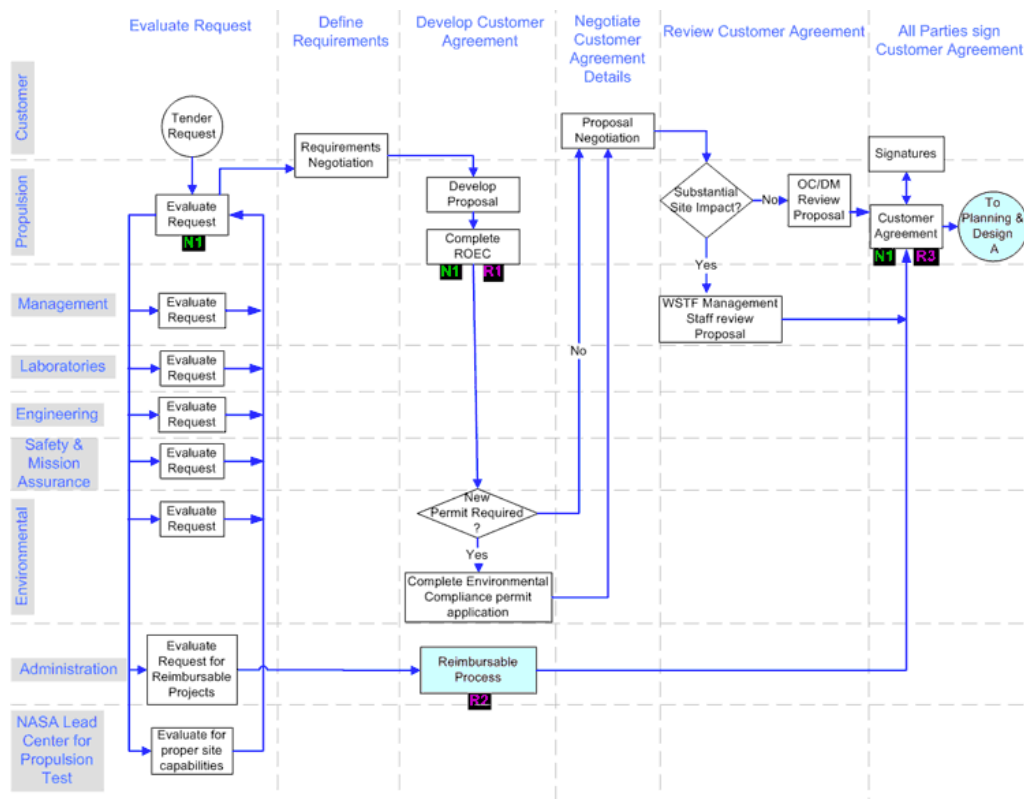 Evaluate Request
Define
Requirements
Develop Customer
Agreement
Negotiate
Customer
Agreement
Details
Review Customer Agreement
All Parties sign
Customer Agreement
Customer
Tender
Request
Requirements
Negotiation
Proposal
Negotiation
Signatures
Propulsion
Evaluate
Request
N1
Develop
Proposal
Complete
ROEC
N1
R1
Substantial
Site Impact?
No
OC/DM
Review
Proposal
Customer
Agreement
N1
R3
To
Planning &
Design
A
Yes
Management
Evaluate
Request
WSTF Management
Staff review
Proposal
No
Laboratories
Evaluate
Request
Engineering
Evaluate
Request
Safety &
Mission
Assurance
Evaluate
Request
Environmental
Evaluate
Request
New
Permit Required
?
Yes
Complete Environmental
Compliance permit
application
Administration
Evaluate
Request for
Reimbursable
Projects
Reimbursable
Process
R2
NASA Lead
Center for
Propulsion
Test
Evaluate for
proper site
capabilities